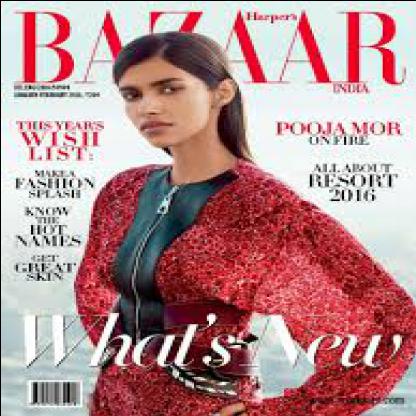 Harper's
BAZAAR
INDIA
THIS YEAR'S
WISH
LIST:
MAKE A
FASHION
SPLASH
KNOW
THE
HOT
NAMES
GET
GREAT
SKIN
POOJA MOR
ON FIRE
ALL ABOUT
RESORT
2016
What's New